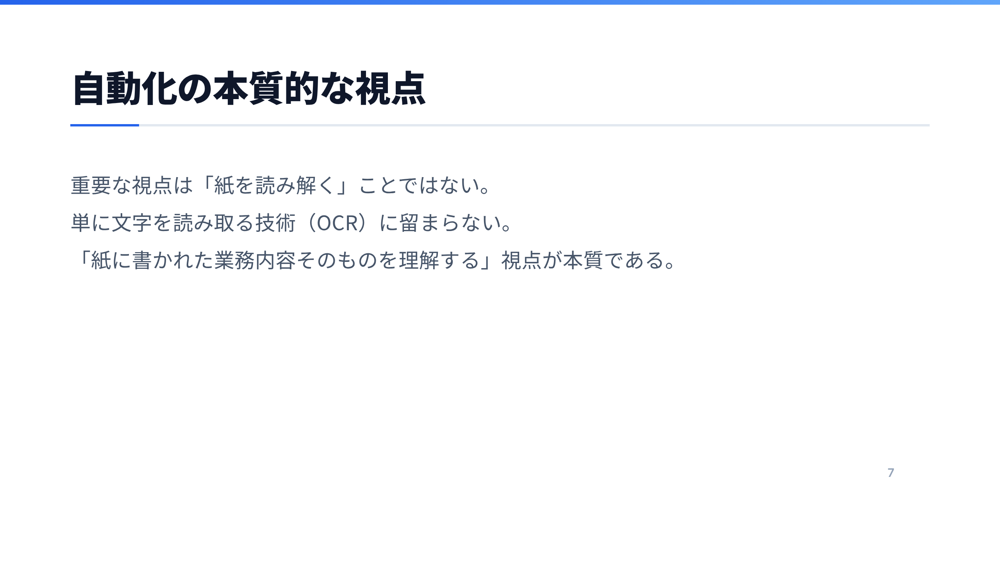 自動化の本質的な視点
重要な視点は「紙を読み解く」ことではない。
単に文字を読み取る技術（OCR）に留まらない。
「紙に書かれた業務内容そのものを理解する」視点が本質である。
7